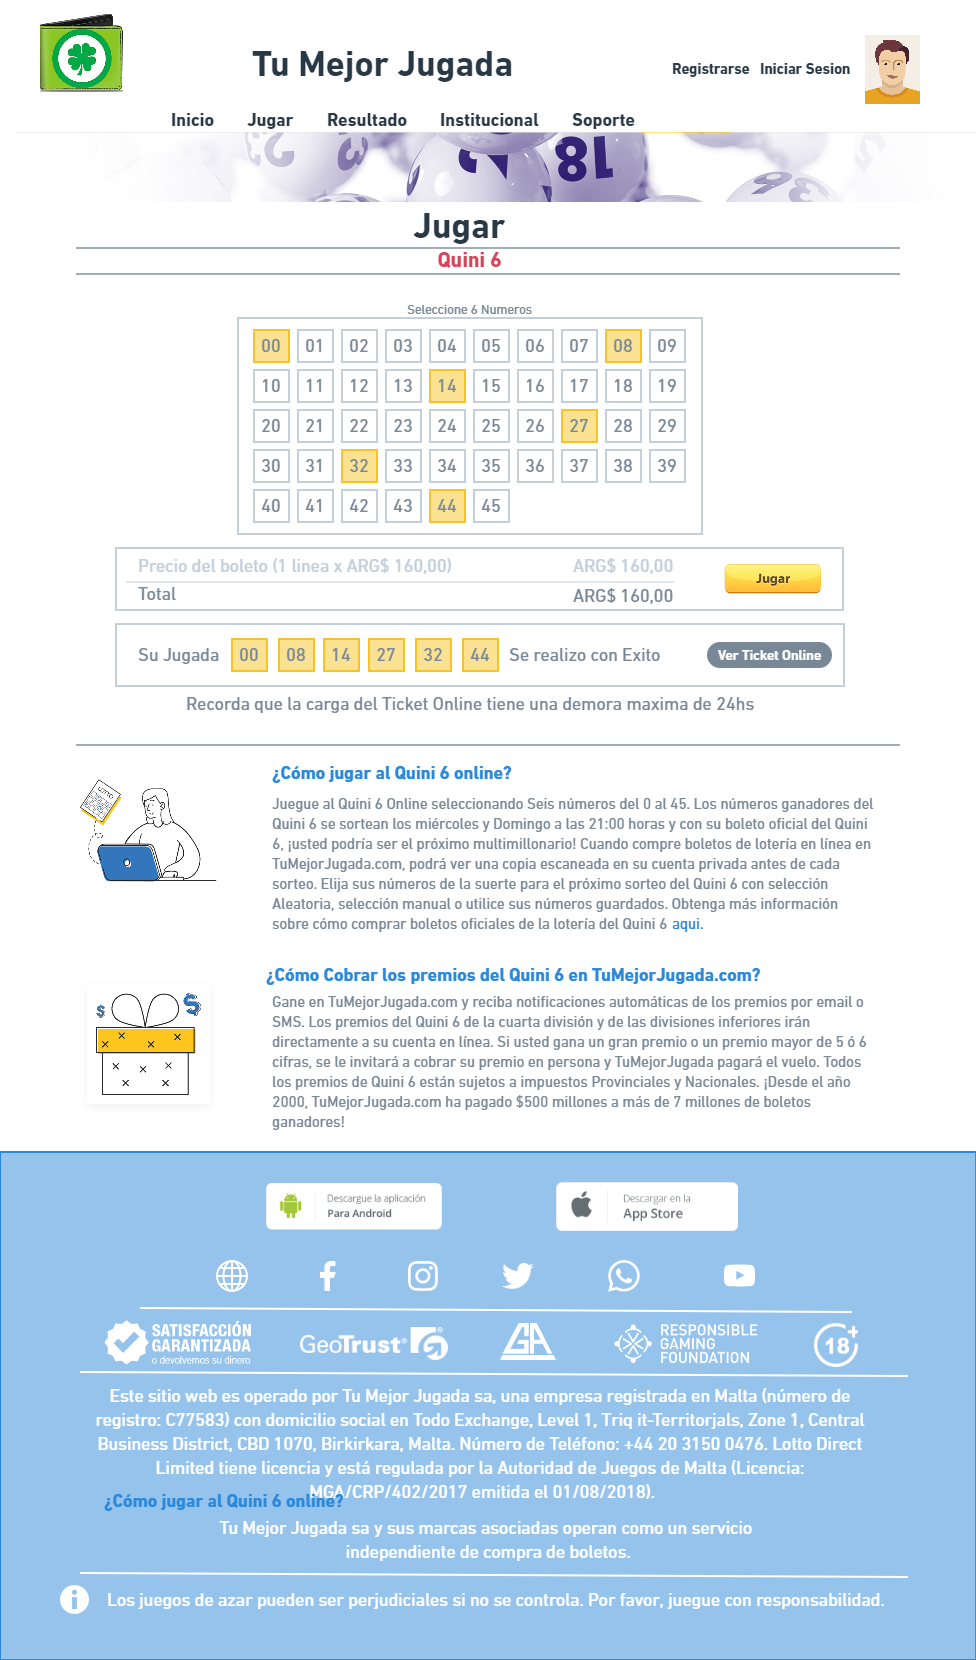 Tu Mejor Jugada
Registrarse Iniciar Sesion
Inicio Jugar Resultado Institucional Soporte
18
Jugar
Quini 6
Seleccione 6 Numeros
00 01 02 03 04 05 06 07 08 09
10 11 12 13 14 15 16 17 18 19
20 21 22 23 24 25 26 27 28 29
30 31 32 33 34 35 36 37 38 39
40 41 42 43 44 45
Precio del boleto (1 linea x ARG$ 160,00) ARG$ 160,00
Jugar
Total ARG$ 160,00
Su Jugada 00 08 14 27 32 44 Se realizo con Exito Ver Ticket Online
Recorda que la carga del Ticket Online tiene una demora maxima de 24hs
¿Cómo jugar al Quini 6 online?
LOTTO
Juegue al Quini 6 Online seleccionando Seis números del 0 al 45. Los números ganadores del
Quini 6 se sortean los miércoles y Domingo a las 21:00 horas y con su boleto oficial del Quini
6, ¡usted podría ser el próximo multimillonario! Cuando compre boletos de lotería en línea en
TuMejorJugada.com, podrá ver una copia escaneada en su cuenta privada antes de cada
sorteo. Elija sus números de la suerte para el próximo sorteo del Quini 6 con selección
Aleatoria, selección manual o utilice sus números guardados. Obtenga más información
sobre cómo comprar boletos oficiales de la lotería del Quini 6 aqui.
¿Cómo Cobrar los premios del Quini 6 en TuMejorJugada.com?
$ $
Gane en TuMejorJugada.com y reciba notificaciones automáticas de los premios por email o
SMS. Los premios del Quini 6 de la cuarta división y de las divisiones inferiores irán
directamente a su cuenta en línea. Si usted gana un gran premio o un premio mayor de 5 ó 6
cifras, se le invitará a cobrar su premio en persona y TuMejorJugada pagará el vuelo. Todos
los premios de Quini 6 están sujetos a impuestos Provinciales y Nacionales. ¡Desde el año
2000, TuMejorJugada.com ha pagado $500 millones a más de 7 millones de boletos
ganadores!
Descargue la aplicación
Para Android
Descargar en la
App Store
SATISFACCIÓN
GARANTIZADA
o devolvemos su dinero
GeoTrust®
GA
RESPONSIBLE
GAMING
FOUNDATION
18+
Este sitio web es operado por Tu Mejor Jugada sa, una empresa registrada en Malta (número de
registro: C77583) con domicilio social en Todo Exchange, Level 1, Triq it-Territorjals, Zone 1, Central
Business District, CBD 1070, Birkirkara, Malta. Número de Teléfono: +44 20 3150 0476. Lotto Direct
Limited tiene licencia y está regulada por la Autoridad de Juegos de Malta (Licencia:
MGA/CRP/402/2017 emitida el 01/08/2018).
¿Cómo jugar al Quini 6 online?
Tu Mejor Jugada sa y sus marcas asociadas operan como un servicio
independiente de compra de boletos.
Los juegos de azar pueden ser perjudiciales si no se controla. Por favor, juegue con responsabilidad.